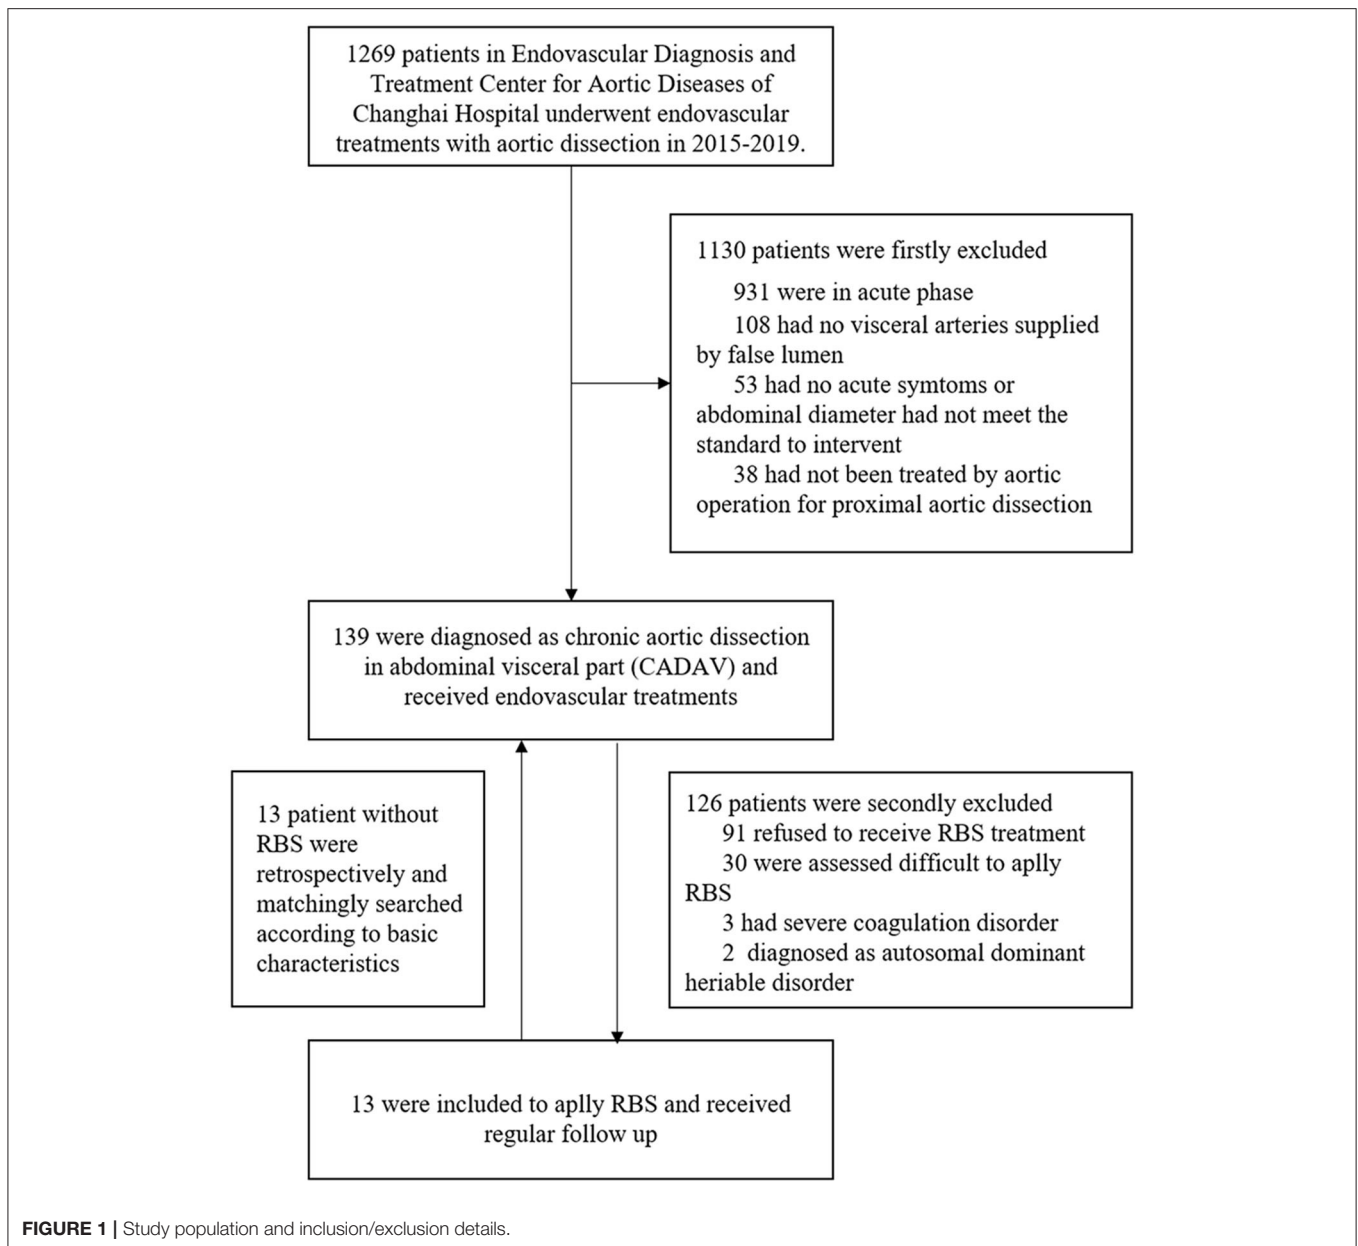 1269 patients in Endovascular Diagnosis and
Treatment Center for Aortic Diseases of
Changhai Hospital underwent endovascular
treatments with aortic dissection in 2015-2019.
1130 patients were firstly excluded
931 were in acute phase
108 had no visceral arteries supplied
by false lumen
53 had no acute symtoms or
abdominal diameter had not meet the
standard to intervent
38 had not been treated by aortic
operation for proximal aortic dissection
139 were diagnosed as chronic aortic dissection
in abdominal visceral part (CADAV) and
received endovascular treatments
13 patient without
RBS were
retrospectively and
matchingly searched
according to basic
characteristics
126 patients were secondly excluded
91 refused to receive RBS treatment
30 were assessed difficult to aplly
RBS
3 had severe coagulation disorder
2 diagnosed as autosomal dominant
heriable disorder
13 were included to aplly RBS and received
regular follow up
FIGURE 1 | Study population and inclusion/exclusion details.